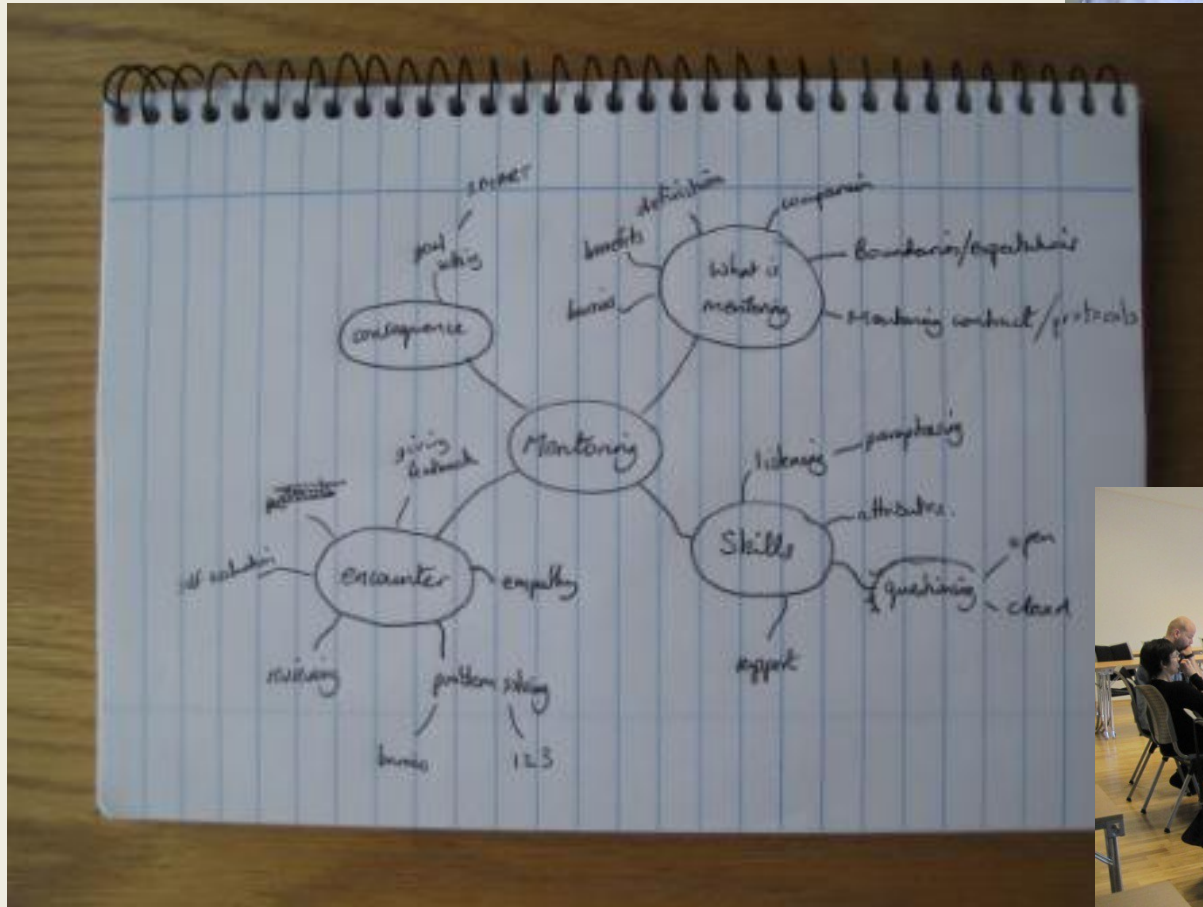 SMART
goal
setting
consequence
definition
companion
benefits
What is
mentoring
Boundaries/expectations
barriers
Mentoring contract/protocols
Mentoring
giving
feedback
listening
paraphrasing
attributes.
Skills
open
questioning
closed
self evaluation
encounter
empathy
reviewing
problem solving
barriers
123